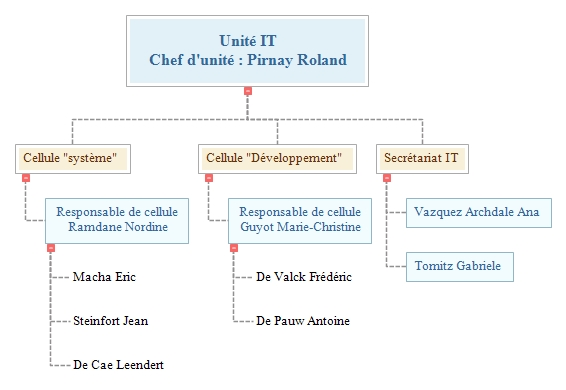 Unité IT
Chef d'unité : Pirnay Roland
Cellule "système"
Responsable de cellule
Ramdane Nordine
Macha Eric
Steinfort Jean
De Cae Leendert
Cellule "Développement"
Responsable de cellule
Guyot Marie-Christine
De Valck Frédéric
De Pauw Antoine
Secrétariat IT
Vazquez Archdale Ana
Tomitz Gabriele